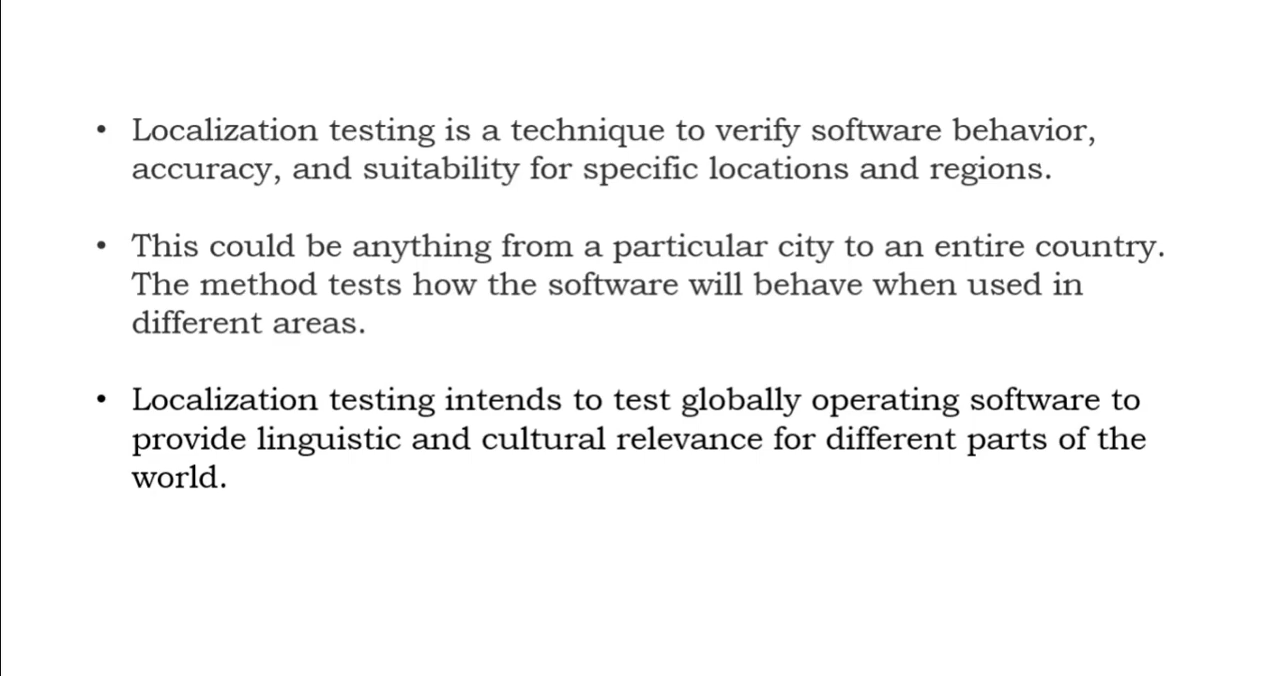 • Localization testing is a technique to verify software behavior,
accuracy, and suitability for specific locations and regions.
• This could be anything from a particular city to an entire country.
The method tests how the software will behave when used in
different areas.
• Localization testing intends to test globally operating software to
provide linguistic and cultural relevance for different parts of the
world.